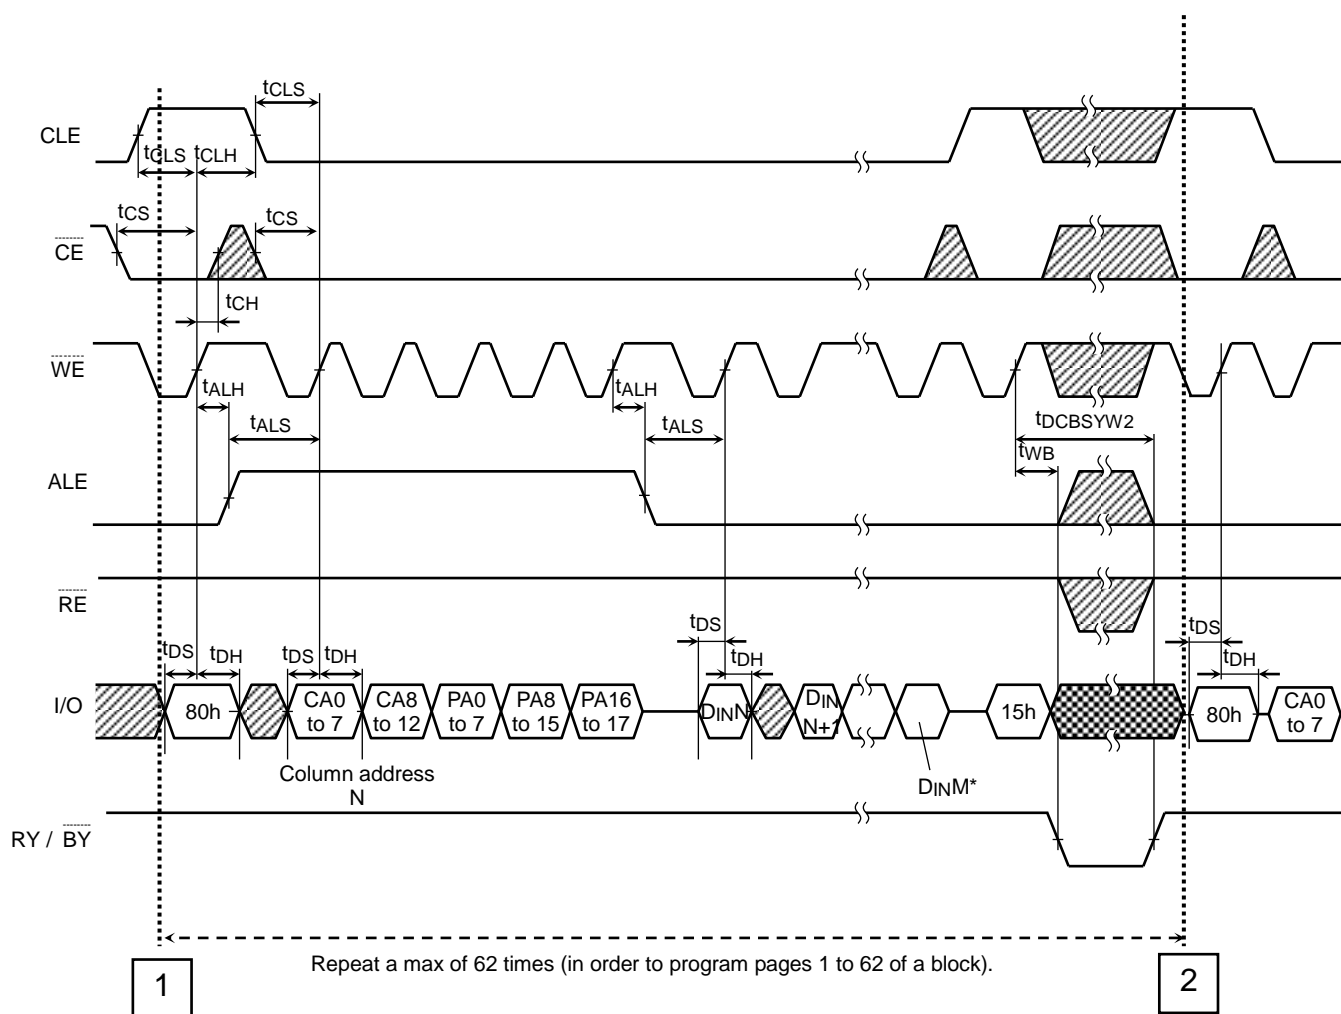 tCLS
CLE
tCLS tCLH
tCS tCS
CE
tCH
WE
tALH tALH
tALS tALS tDCBSYW2
tWB
ALE
RE
tDS tDH tDS tDH tDS tDH tDS tDH
I/O 80h CA0 to 7 CA8 to 12 PA0 to 7 PA8 to 15 PA16 to 17 DINN DIN N+1 15h 80h CA0 to 7
Column address
N
DINM*
RY / BY
Repeat a max of 62 times (in order to program pages 1 to 62 of a block).
1 2